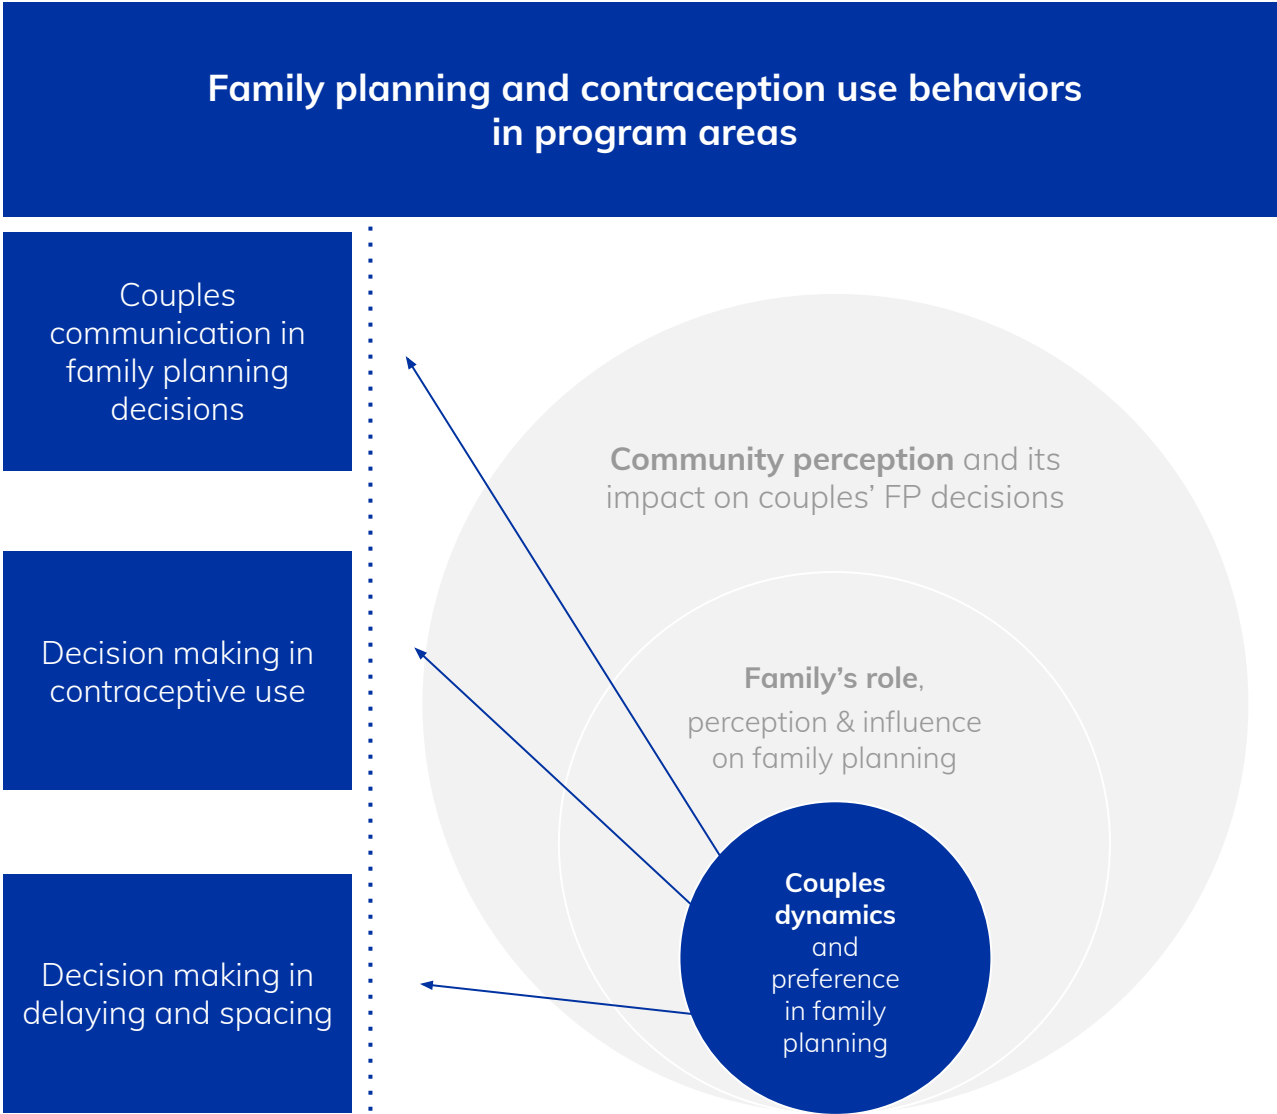 Family planning and contraception use behaviors
in program areas
Couples
communication in
family planning
decisions
Decision making in
contraceptive use
Decision making in
delaying and spacing
Community perception and its
impact on couples’ FP decisions
Family’s role,
perception & influence
on family planning
Couples
dynamics
and
preference
in family
planning